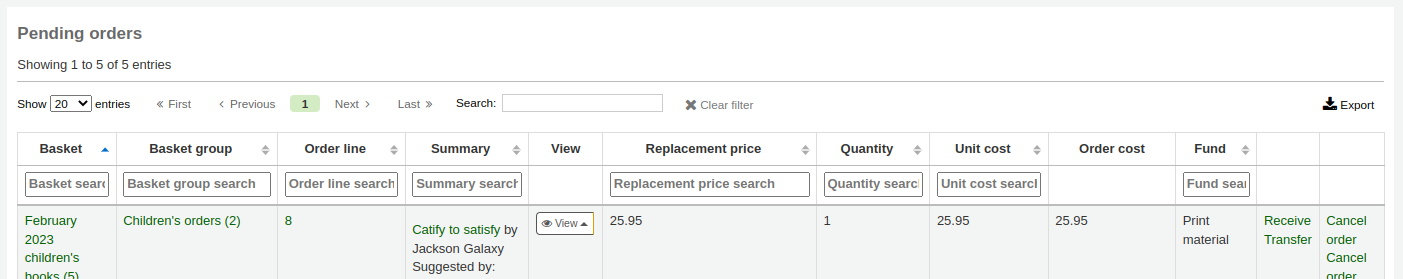 Pending orders
Showing 1 to 5 of 5 entries
Show 20 entries « First ‹ Previous 1 Next › Last » Search: ✖ Clear filter Export
Basket Basket group Order line Summary View Replacement price Quantity Unit cost Order cost Fund
Basket searc Basket group search Order line search Summary search Replacement price search Quantity search Unit cost search Fund sear
February Children's orders (2) 8 Catify to satisfy by View 25.95 1 25.95 25.95 Print Receive Cancel
2023 Jackson Galaxy material Transfer order
children's Suggested by: Cancel
books (5) order